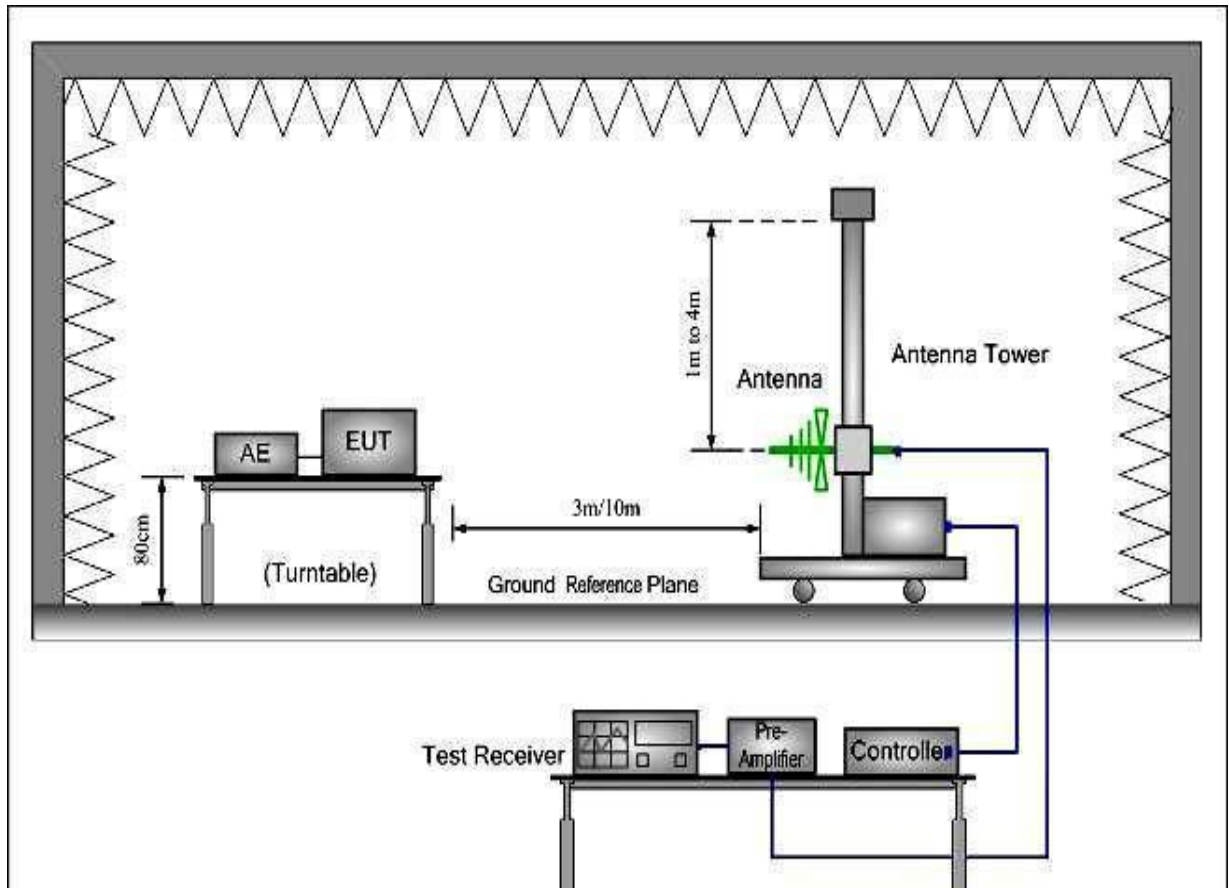 1m to 4m
Antenna Tower
Antenna
AE
EUT
3m/10m
80cm
(Turntable)
Ground Reference Plane
Test Receiver
Pre-
Amplifier
Controller